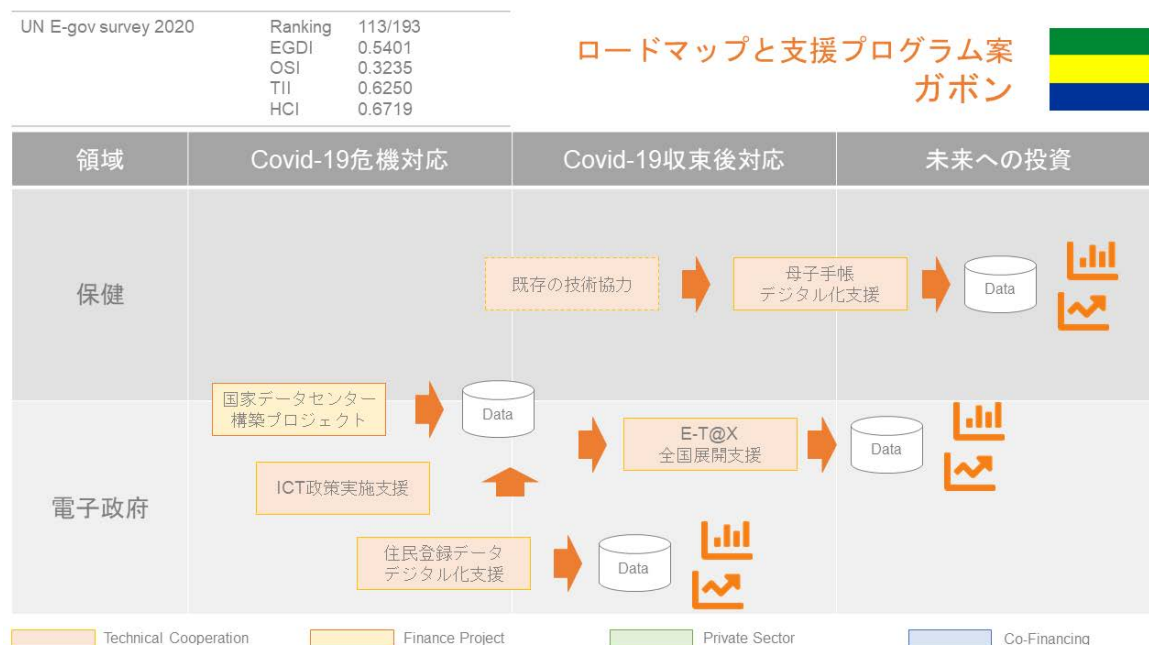 UN E-gov survey 2020
Ranking 113/193
EGDI 0.5401
OSI 0.3235
TII 0.6250
HCI 0.6719
ロードマップと支援プログラム案
ガボン
領域 Covid-19危機対応 Covid-19収束後対応 未来への投資
保健
既存の技術協力
母子手帳
デジタル化支援
Data
国家データセンター
構築プロジェクト
Data
電子政府
ICT政策実施支援
E-T@X
全国展開支援
Data
住民登録データ
デジタル化支援
Data
Technical Cooperation Finance Project Private Sector Co-Financing